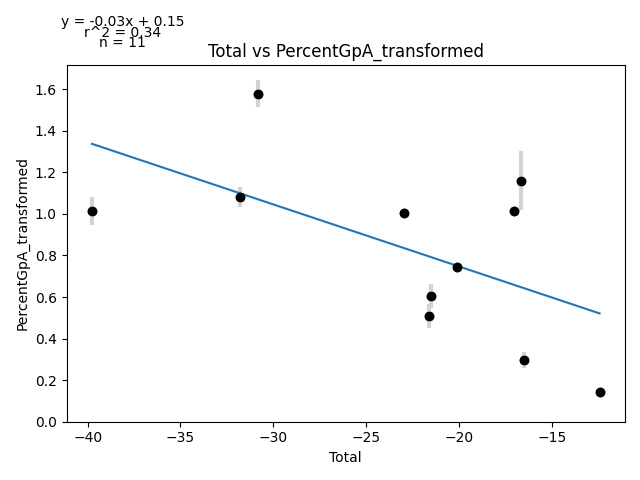 y = -0.03x + 0.15
r^2 = 0.34
n = 11
Total vs PercentGpA_transformed
PercentGpA_transformed
1.6
1.4
1.2
1.0
0.8
0.6
0.4
0.2
0.0
−40 −35 −30 −25 −20 −15
Total